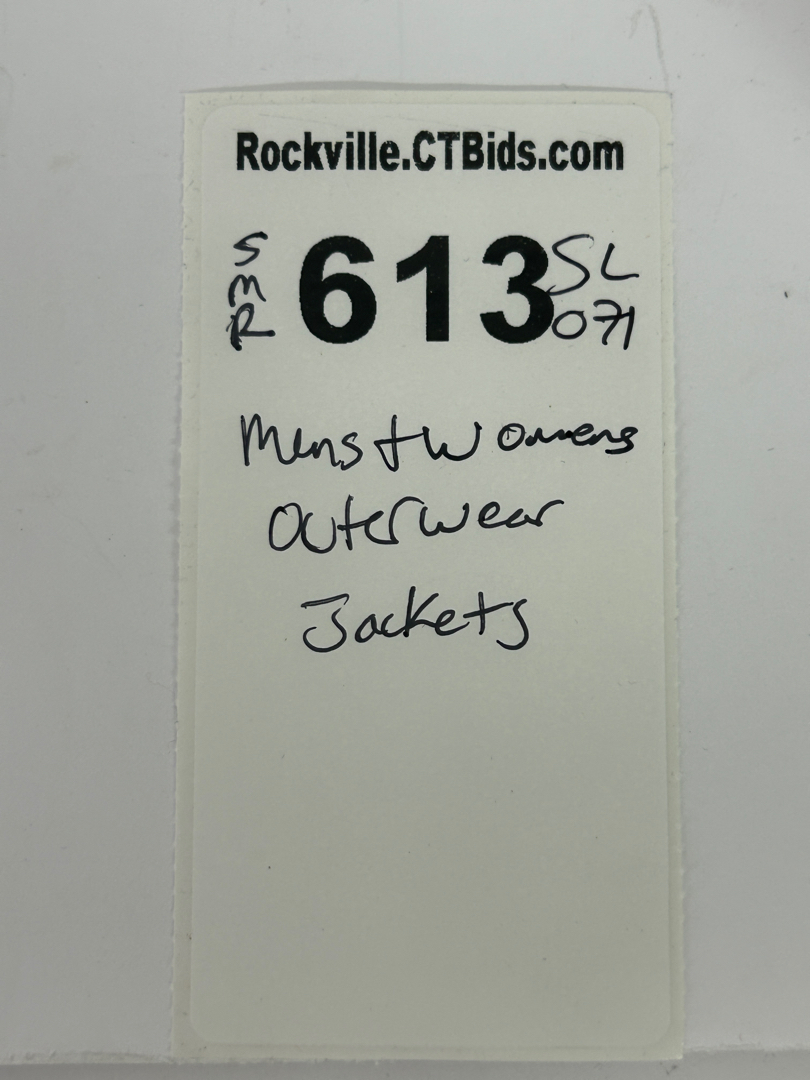 Rockville.CTBids.com
SMR 613 SL
071
Mens + Womens
Outerwear
Jackets